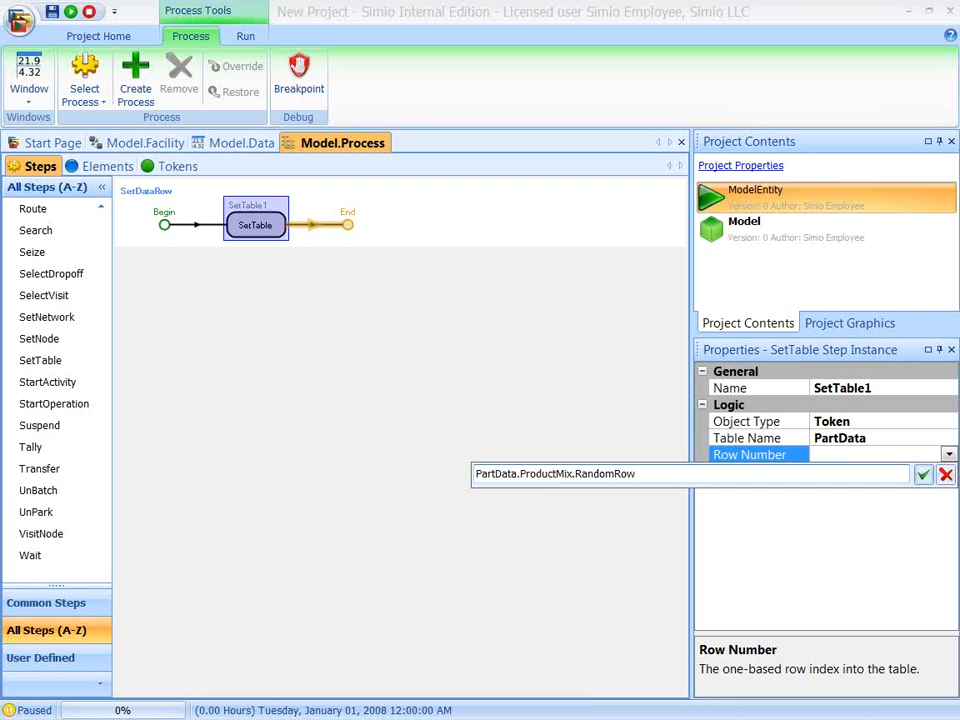 Process Tools
New Project - Simio Internal Edition - Licensed user Simio Employee, Simio LLC
Project Home
Process
Run
21.9
4.32
Window
Select
Process
Create
Process
Remove
Override
Restore
Breakpoint
Windows
Process
Debug
Start Page
Model.Facility
Model.Data
Model.Process
Steps
Elements
Tokens
All Steps (A-Z)
Route
Search
Seize
SelectDropoff
SelectVisit
SetNetwork
SetNode
SetTable
StartActivity
StartOperation
Suspend
Tally
Transfer
UnBatch
UnPark
VisitNode
Wait
Common Steps
All Steps (A-Z)
User Defined
SetDataRow
Begin
SetTable1
SetTable
End
Project Contents
Project Properties
ModelEntity
Version: 0 Author: Simio Employee
Model
Version: 0 Author: Simio Employee
Project Contents
Project Graphics
Properties - SetTable Step Instance
General
Name SetTable1
Logic
Object Type Token
Table Name PartData
Row Number
PartData.ProductMix.RandomRow
Row Number
The one-based row index into the table.
Paused
0%
(0.00 Hours) Tuesday, January 01, 2008 12:00:00 AM